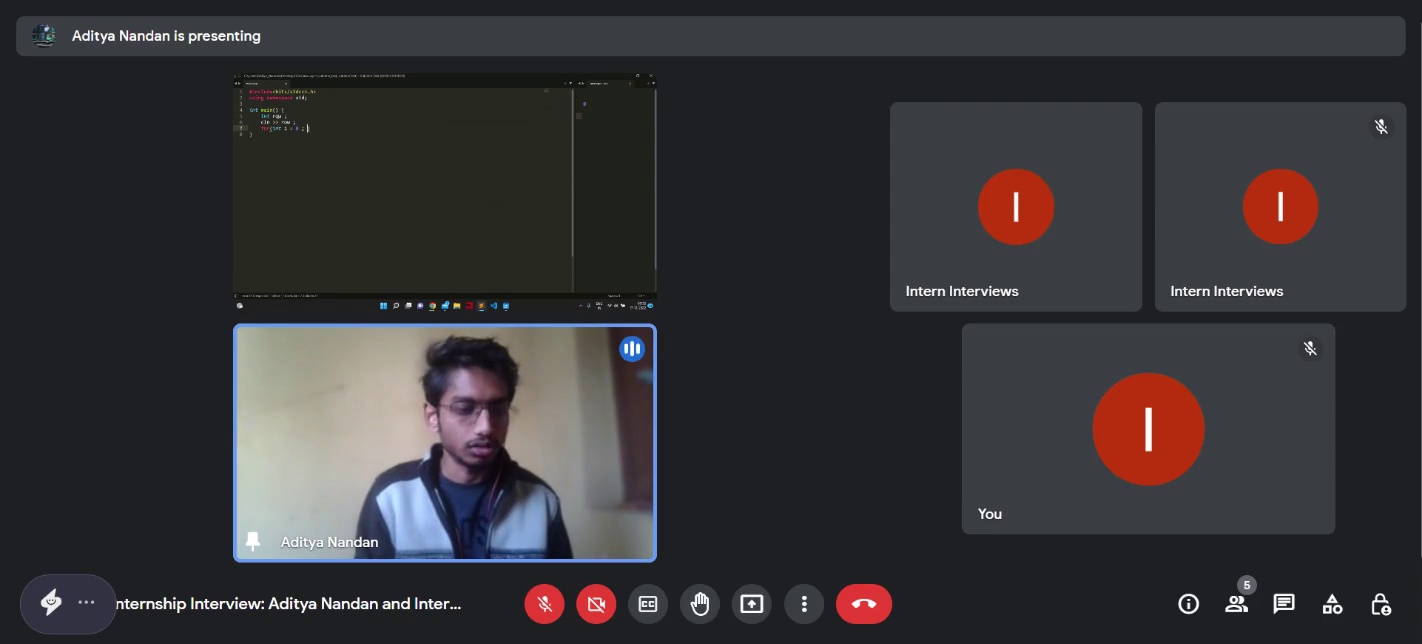 Aditya Nandan is presenting
#include<bits/stdc++.h>
using namespace std;
int main() {
int row ;
cin >> row ;
for(int i = 0 ; 
}
Intern Interviews
Intern Interviews
Aditya Nandan
You
nternship Interview: Aditya Nandan and Inter...
CC
5